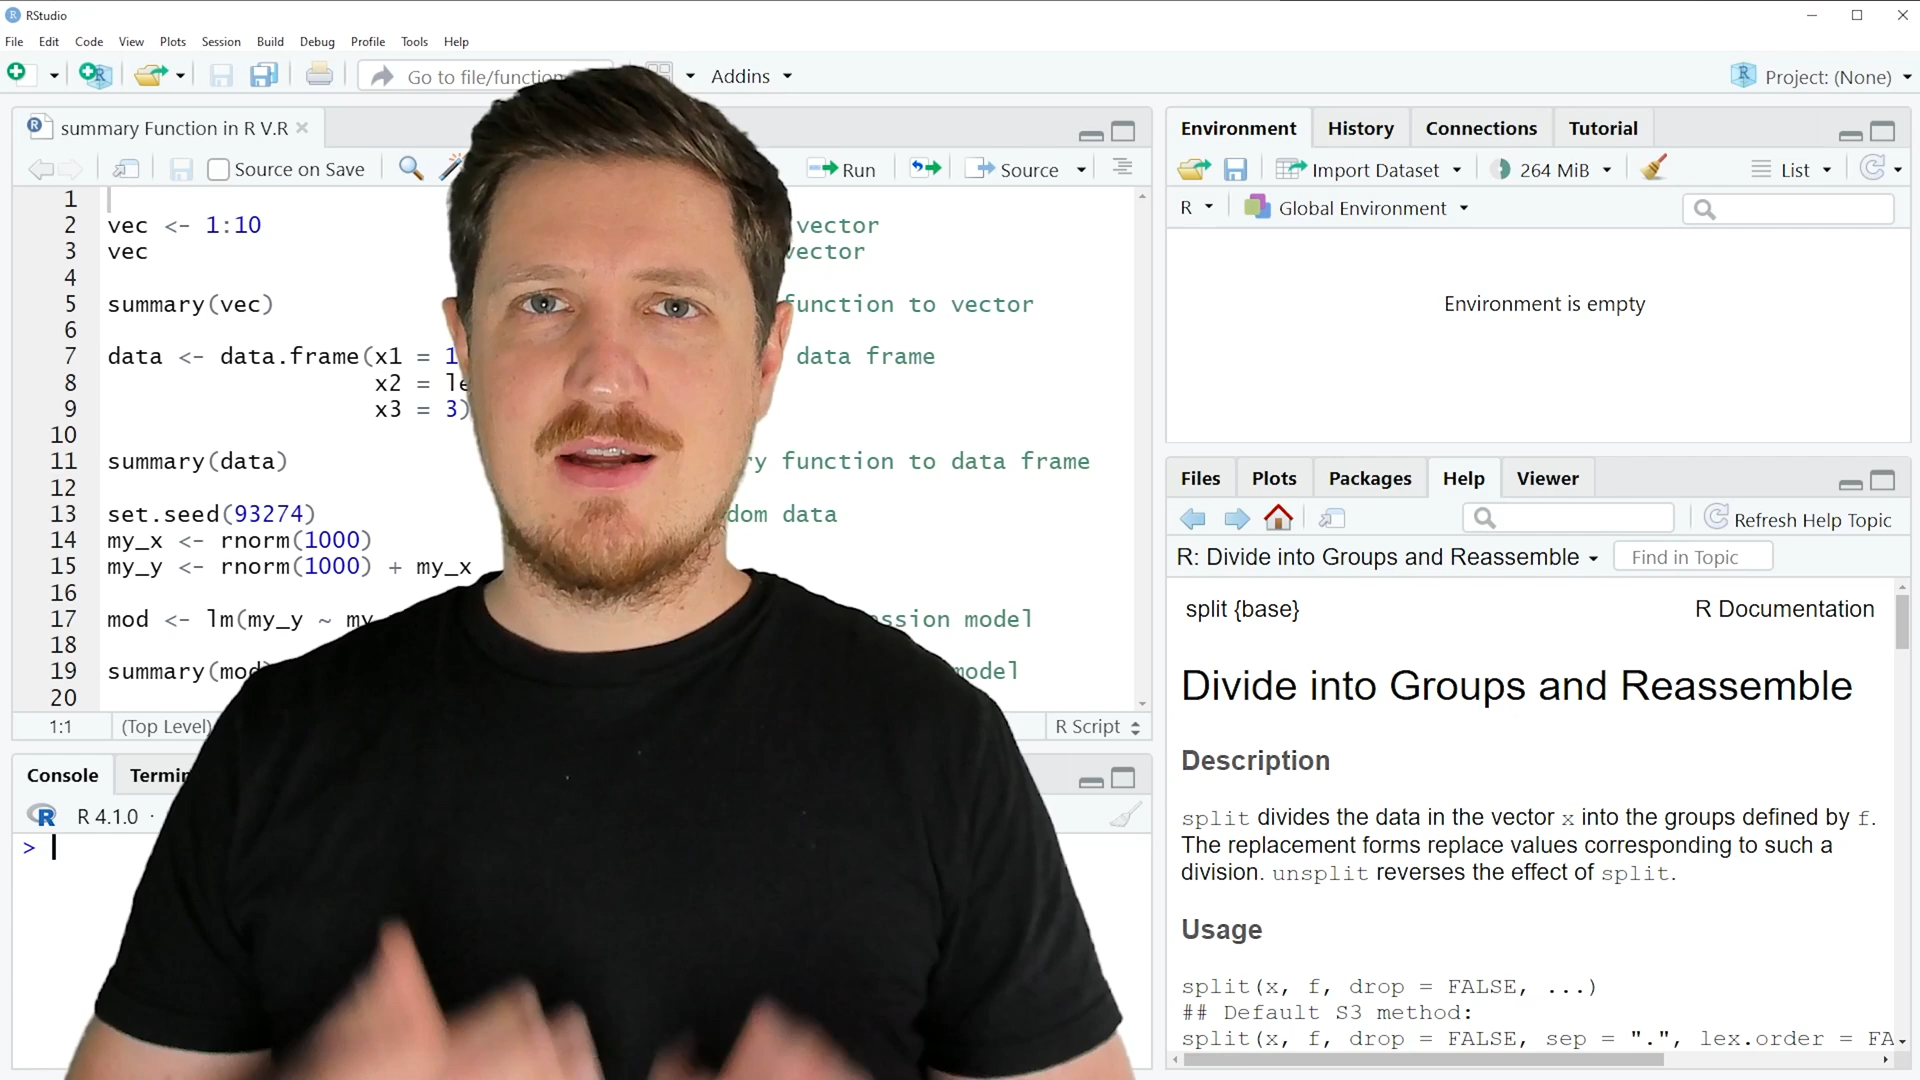 RStudio
File Edit Code View Plots Session Build Debug Profile Tools Help
Go to file/function Addins Project: (None)
summary Function in R V.R
Source on Save Run Source
1
2 vec <- 1:10 vector
3 vec vector
4
5 summary(vec) function to vector
6
7 data <- data.frame(x1 = 1 data frame
8 x2 = le
9 x3 = 3)
10
11 summary(data) function to data frame
12
13 set.seed(93274) data
14 my_x <- rnorm(1000)
15 my_y <- rnorm(1000) + my_x
16
17 mod <- lm(my_y ~ my model
18
19 summary(mod) model
20
1:1 (Top Level) R Script
Console Termin
R 4.1.0 ·
>
Environment History Connections Tutorial
Import Dataset 264 MiB List
R Global Environment
Environment is empty
Files Plots Packages Help Viewer
Refresh Help Topic
R: Divide into Groups and Reassemble Find in Topic
split {base} R Documentation
Divide into Groups and Reassemble
Description
split divides the data in the vector x into the groups defined by f.
The replacement forms replace values corresponding to such a
division. unsplit reverses the effect of split.
Usage
split(x, f, drop = FALSE, ...)
## Default S3 method:
split(x, f, drop = FALSE, sep = ".", lex.order = FA